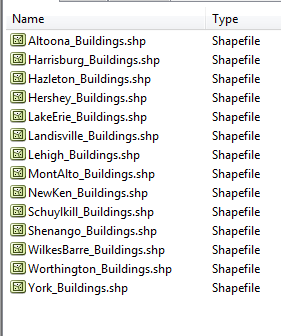 Name Type
Altoona_Buildings.shp Shapefile
Harrisburg_Buildings.shp Shapefile
Hazleton_Buildings.shp Shapefile
Hershey_Buildings.shp Shapefile
LakeErie_Buildings.shp Shapefile
Landisville_Buildings.shp Shapefile
Lehigh_Buildings.shp Shapefile
MontAlto_Buildings.shp Shapefile
NewKen_Buildings.shp Shapefile
Schuylkill_Buildings.shp Shapefile
Shenango_Buildings.shp Shapefile
WilkesBarre_Buildings.shp Shapefile
Worthington_Buildings.shp Shapefile
York_Buildings.shp Shapefile